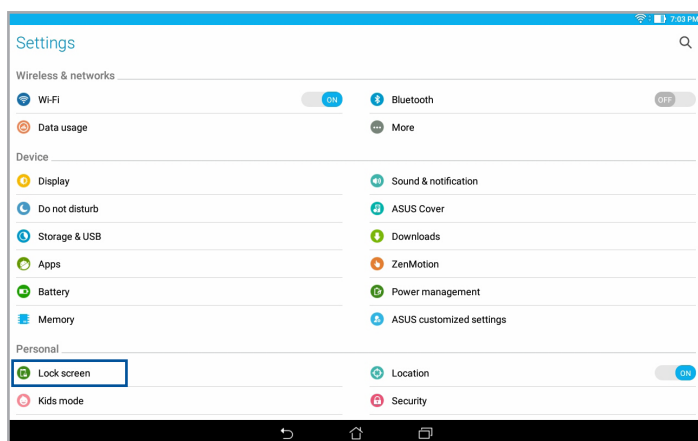 7:03 PM
Settings
Wireless & networks
Wi-Fi ON Bluetooth OFF
Data usage More
Device
Display Sound & notification
Do not disturb ASUS Cover
Storage & USB Downloads
Apps ZenMotion
Battery Power management
Memory ASUS customized settings
Personal
Lock screen Location ON
Kids mode Security